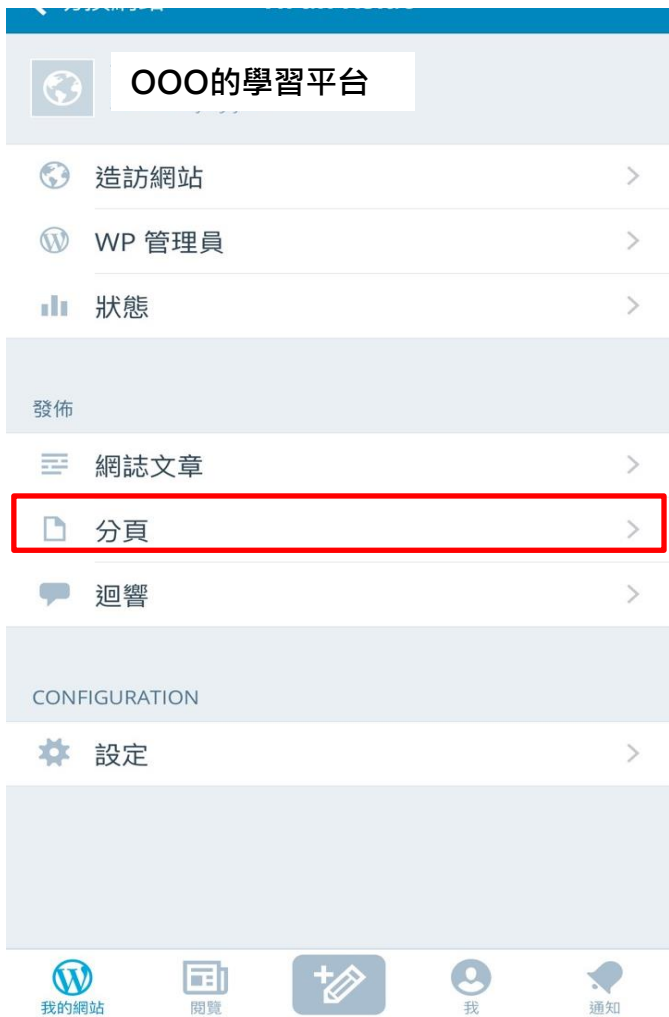 OOO的學習平台
造訪網站
WP 管理員
狀態
發佈
網誌文章
分頁
迴響
CONFIGURATION
設定
我的網站
閱覽
我
通知